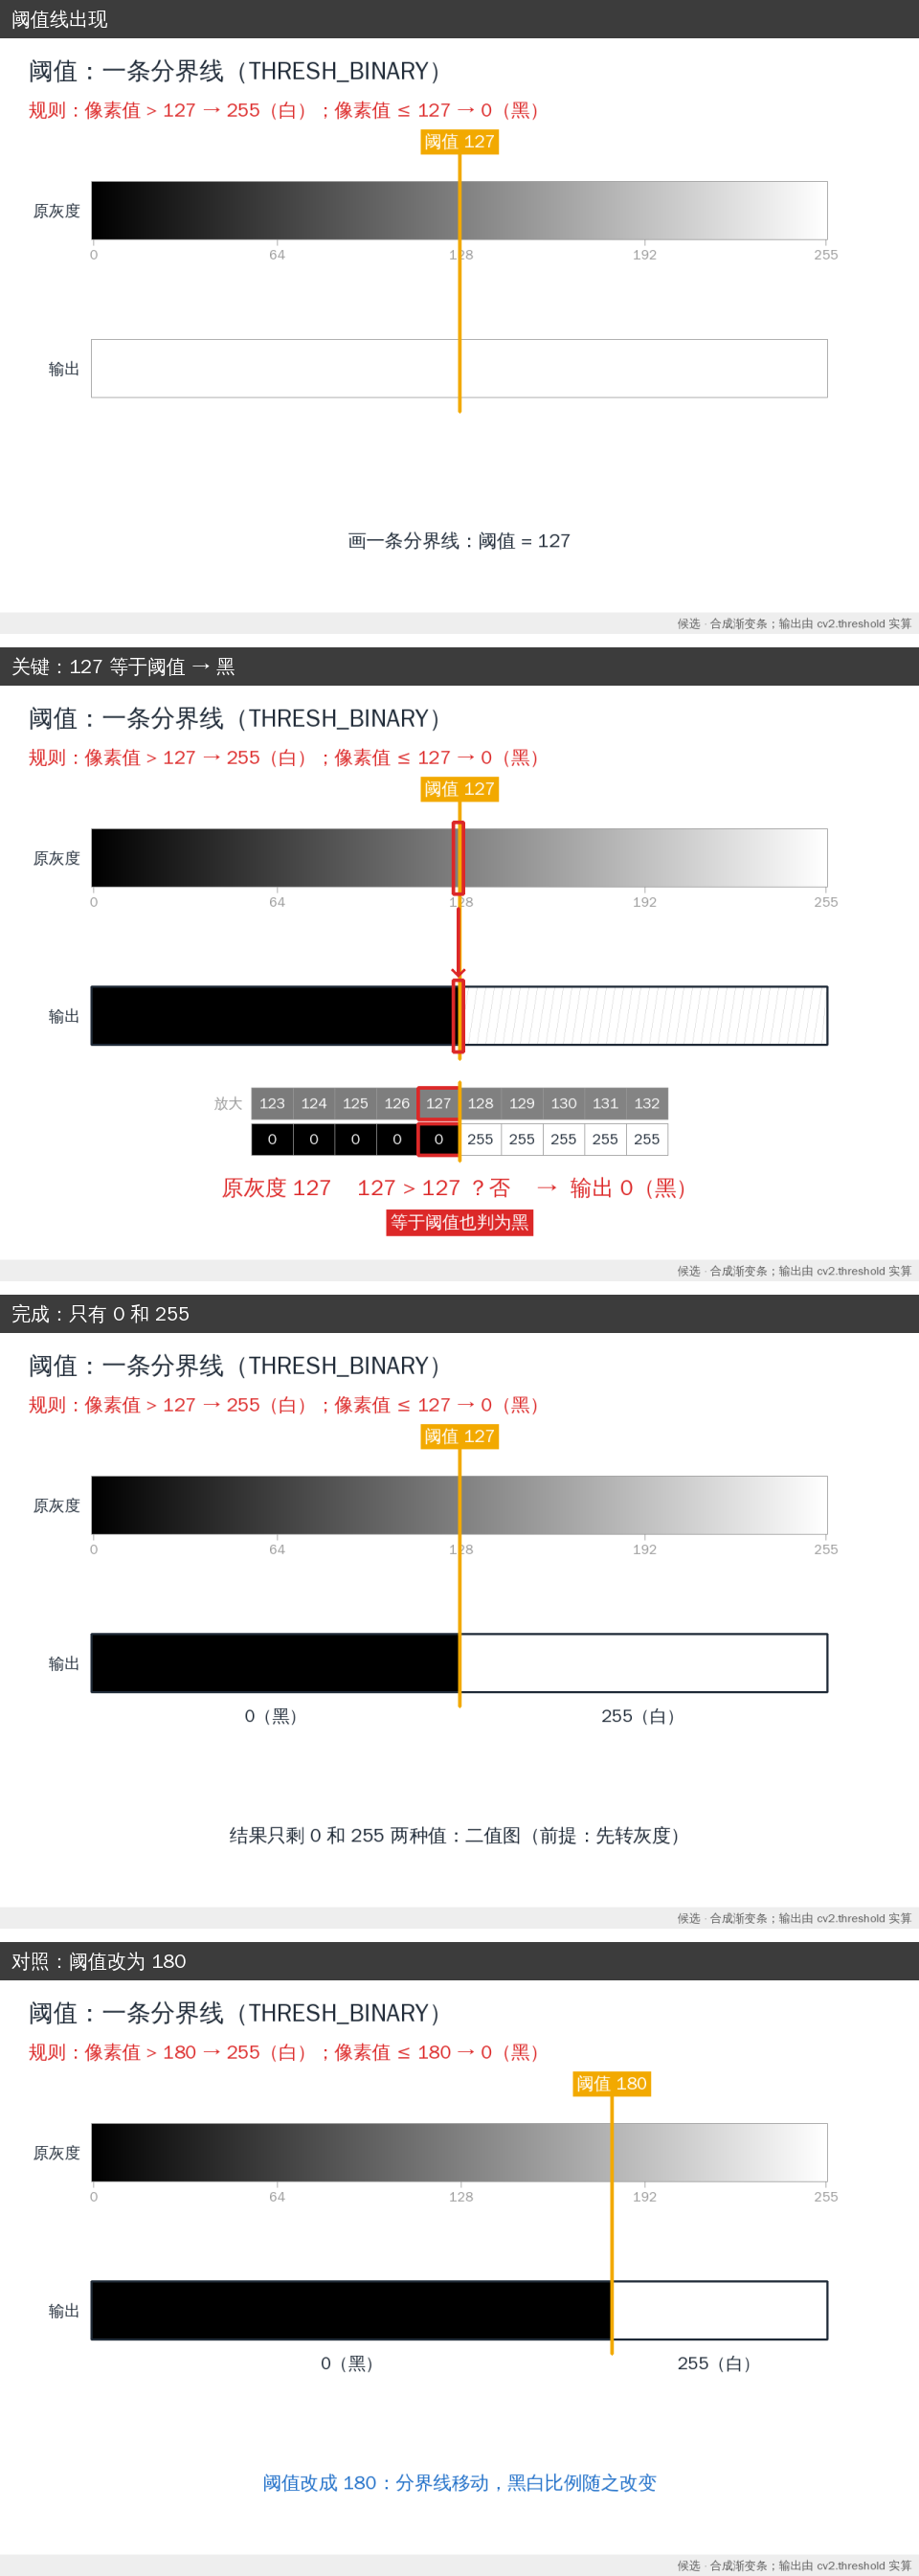 阈值线出现
阈值：一条分界线（THRESH_BINARY）
规则：像素值 > 127 → 255（白）；像素值 ≤ 127 → 0（黑）
阈值 127
原灰度
0 64 128 192 255
输出
画一条分界线：阈值 = 127
候选 · 合成渐变条；输出由 cv2.threshold 实算
关键：127 等于阈值 → 黑
阈值：一条分界线（THRESH_BINARY）
规则：像素值 > 127 → 255（白）；像素值 ≤ 127 → 0（黑）
阈值 127
原灰度
0 64 128 192 255
输出
放大 123 124 125 126 127 128 129 130 131 132
0 0 0 0 0 255 255 255 255 255
原灰度 127 127 > 127 ？否 → 输出 0（黑）
等于阈值也判为黑
候选 · 合成渐变条；输出由 cv2.threshold 实算
完成：只有 0 和 255
阈值：一条分界线（THRESH_BINARY）
规则：像素值 > 127 → 255（白）；像素值 ≤ 127 → 0（黑）
阈值 127
原灰度
0 64 128 192 255
输出
0（黑） 255（白）
结果只剩 0 和 255 两种值：二值图（前提：先转灰度）
候选 · 合成渐变条；输出由 cv2.threshold 实算
对照：阈值改为 180
阈值：一条分界线（THRESH_BINARY）
规则：像素值 > 180 → 255（白）；像素值 ≤ 180 → 0（黑）
阈值 180
原灰度
0 64 128 192 255
输出
0（黑） 255（白）
阈值改成 180：分界线移动，黑白比例随之改变
候选 · 合成渐变条；输出由 cv2.threshold 实算